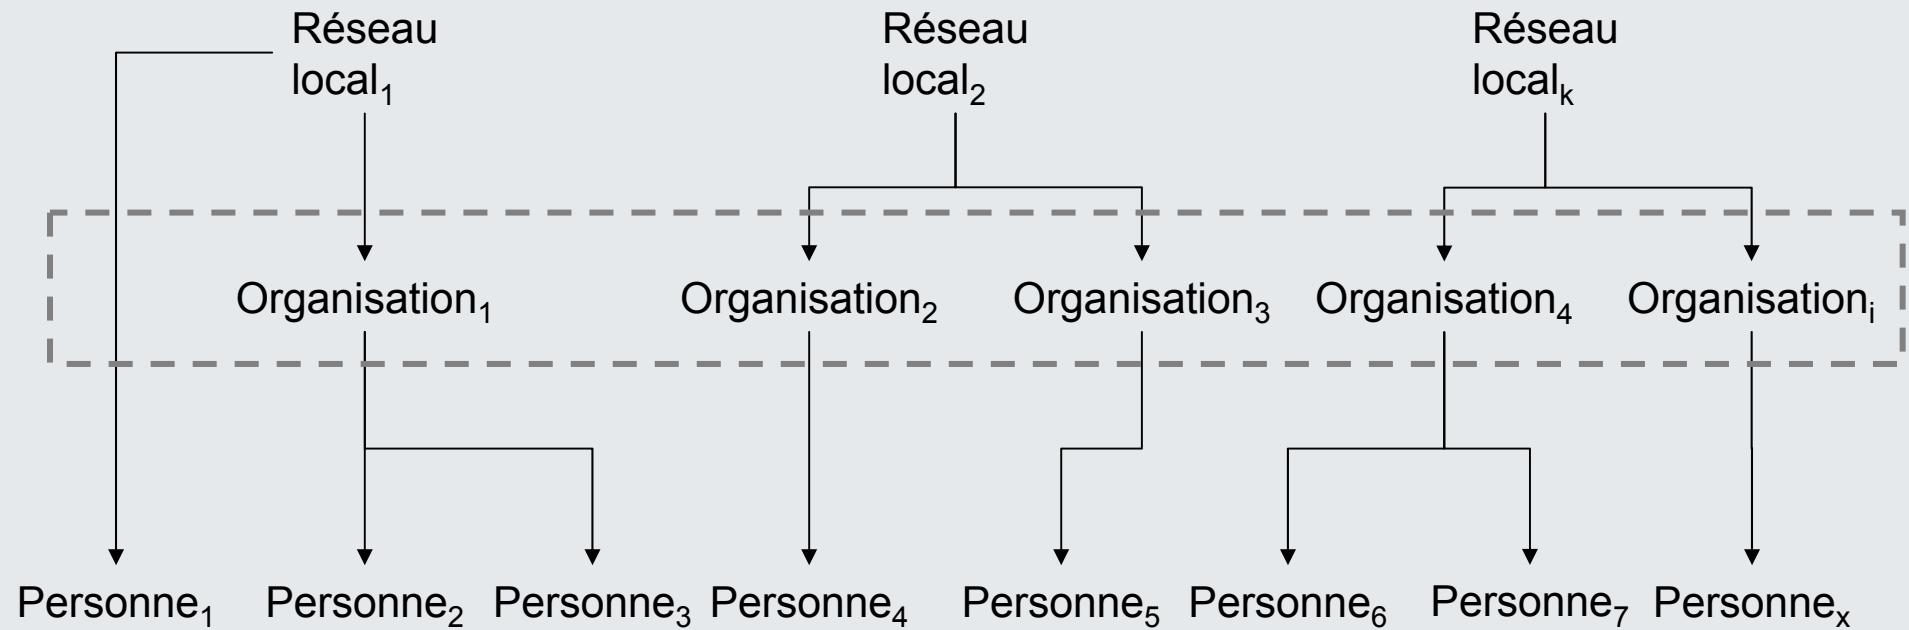 Réseau
local₁
Réseau
local₂
Réseau
localₖ
Organisation₁
Organisation₂
Organisation₃
Organisation₄
Organisationᵢ
Personne₁
Personne₂
Personne₃
Personne₄
Personne₅
Personne₆
Personne₇
Personneₓ